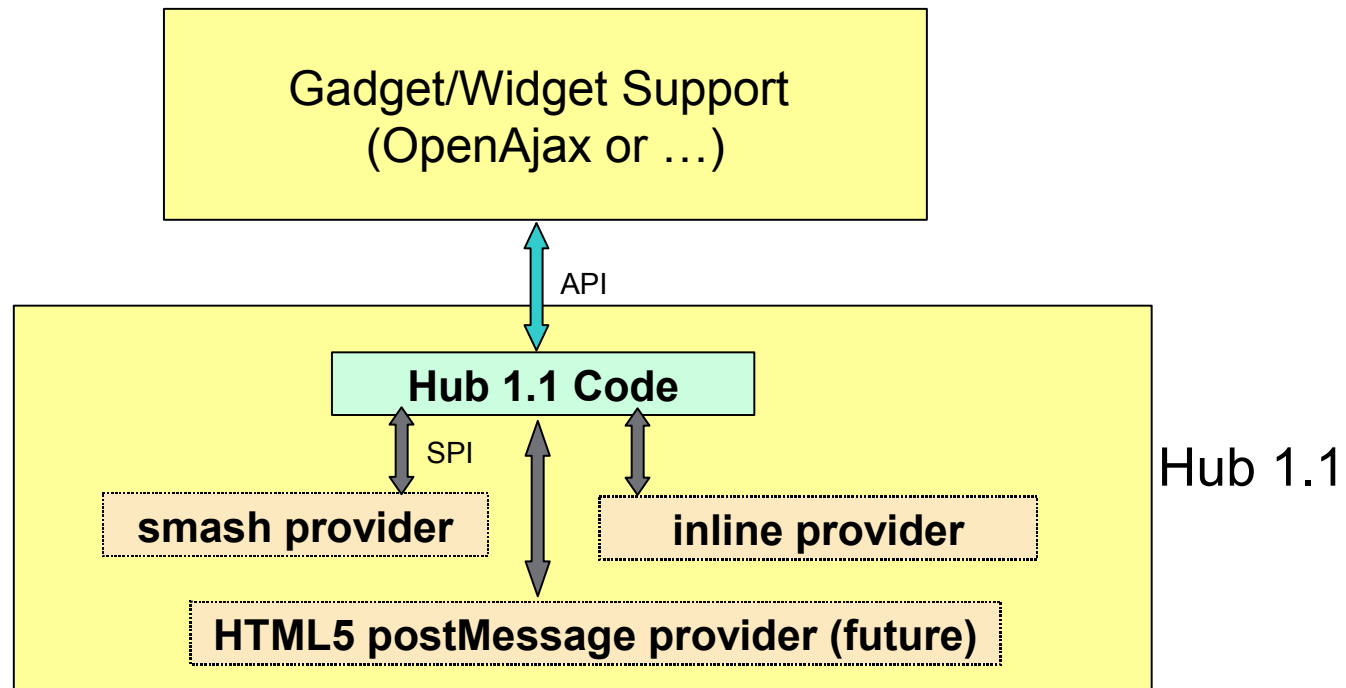 Gadget/Widget Support
(OpenAjax or …)
API
Hub 1.1 Code
SPI
Hub 1.1
smash provider
inline provider
HTML5 postMessage provider (future)